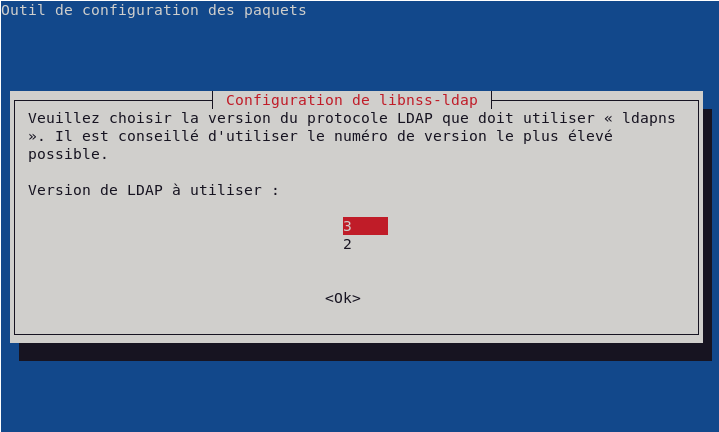 Outil de configuration des paquets
Configuration de libnss-ldap
Veuillez choisir la version du protocole LDAP que doit utiliser « ldapns
». Il est conseillé d'utiliser le numéro de version le plus élevé
possible.
Version de LDAP à utiliser :
3
2
<Ok>